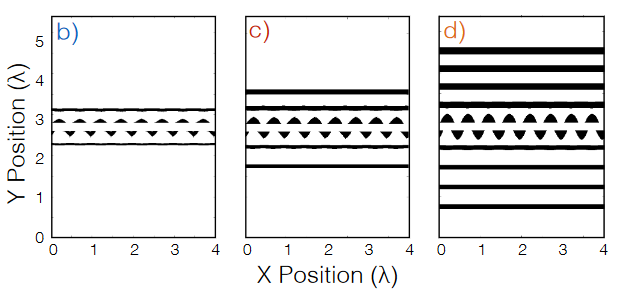 b)
c)
d)
5
4
3
2
1
0
Y Position (λ)
0 1 2 3 4
0 1 2 3 4
0 1 2 3 4
X Position (λ)